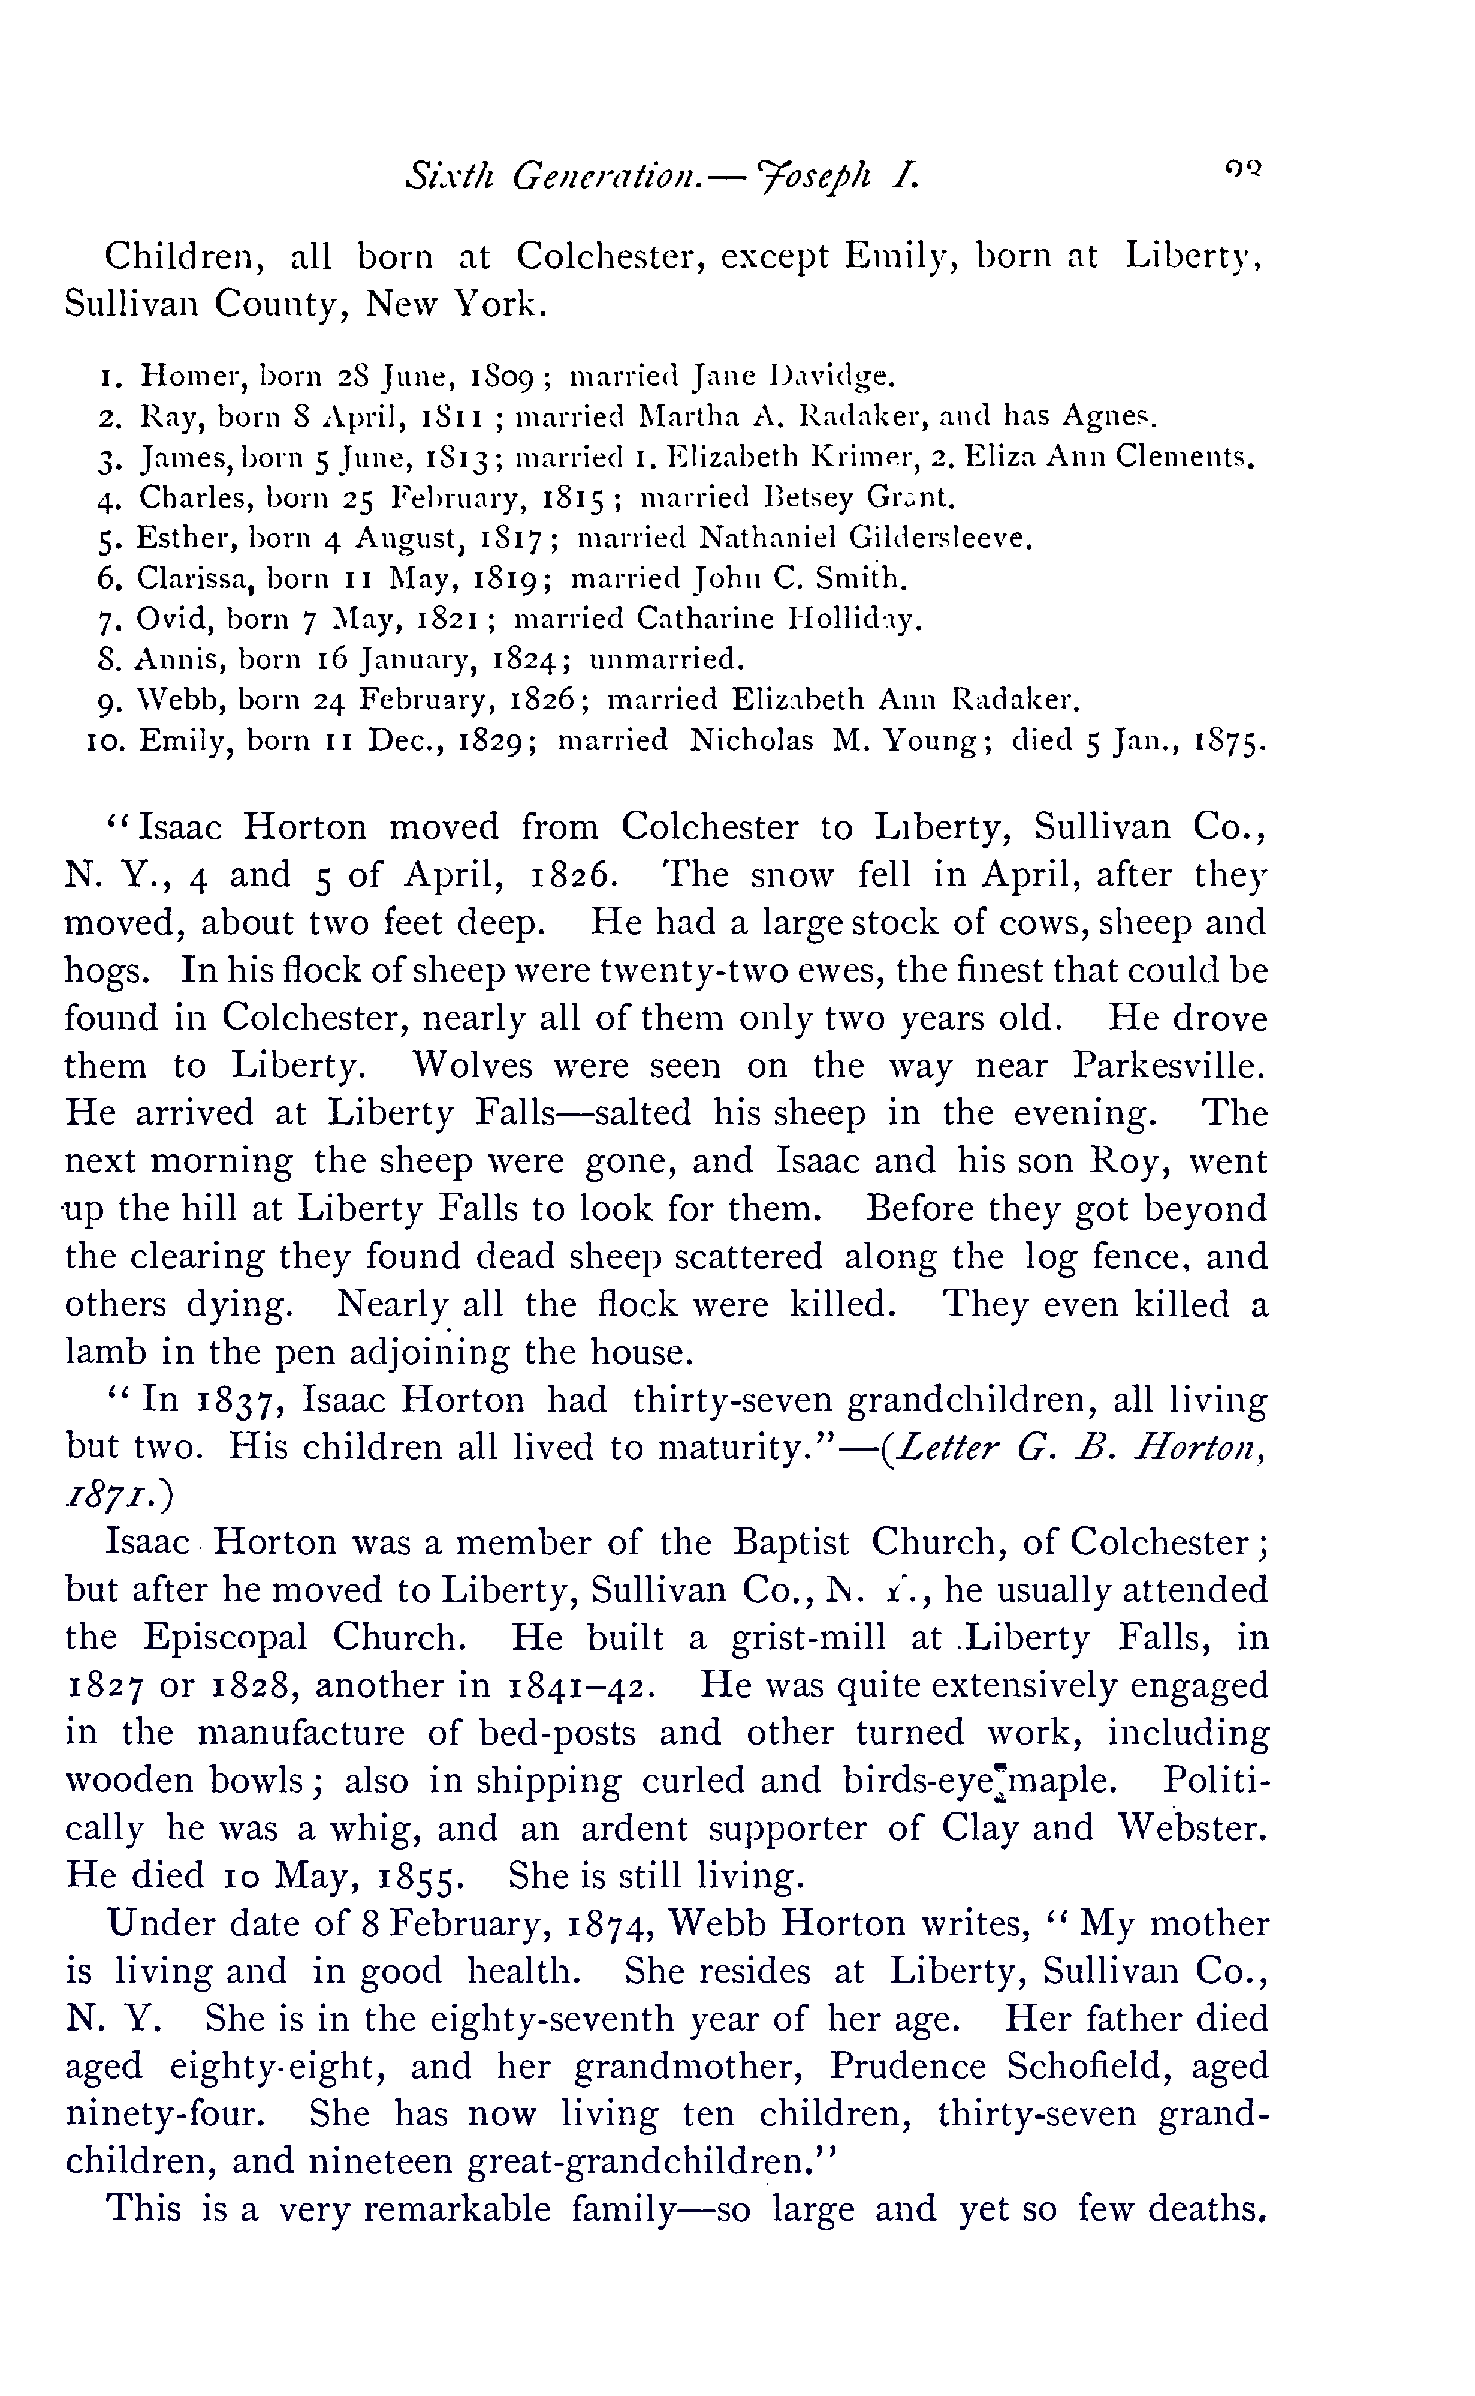 Sixth Generation.—Joseph I.
Children, all born at Colchester, except Emily, born at Liberty,
Sullivan County, New York.
1. Homer, born 28 June, 1809; married Jane Davidge.
2. Ray, born 8 April, 1811; married Martha A. Radaker, and has Agnes.
3. James, born 5 June, 1813; married 1. Elizabeth Krimer, 2. Eliza Ann Clements.
4. Charles, born 25 February, 1815; married Betsey Grant.
5. Esther, born 4 August, 1817; married Nathaniel Gildersleeve.
6. Clarissa, born 11 May, 1819; married John C. Smith.
7. Ovid, born 7 May, 1821; married Catharine Holliday.
8. Annis, born 16 January, 1824; unmarried.
9. Webb, born 24 February, 1826; married Elizabeth Ann Radaker.
10. Emily, born 11 Dec., 1829; married Nicholas M. Young; died 5 Jan., 1875.
"Isaac Horton moved from Colchester to Liberty, Sullivan Co.,
N. Y., 4 and 5 of April, 1826. The snow fell in April, after they
moved, about two feet deep. He had a large stock of cows, sheep and
hogs. In his flock of sheep were twenty-two ewes, the finest that could be
found in Colchester, nearly all of them only two years old. He drove
them to Liberty. Wolves were seen on the way near Parkesville.
He arrived at Liberty Falls—salted his sheep in the evening. The
next morning the sheep were gone, and Isaac and his son Roy, went
up the hill at Liberty Falls to look for them. Before they got beyond
the clearing they found dead sheep scattered along the log fence, and
others dying. Nearly all the flock were killed. They even killed a
lamb in the pen adjoining the house.
"In 1837, Isaac Horton had thirty-seven grandchildren, all living
but two. His children all lived to maturity."—(Letter G. B. Horton,
1871.)
Isaac Horton was a member of the Baptist Church, of Colchester;
but after he moved to Liberty, Sullivan Co., N. Y., he usually attended
the Episcopal Church. He built a grist-mill at Liberty Falls, in
1827 or 1828, another in 1841–42. He was quite extensively engaged
in the manufacture of bed-posts and other turned work, including
wooden bowls; also in shipping curled and birds-eye maple. Politi-
cally he was a whig, and an ardent supporter of Clay and Webster.
He died 10 May, 1855. She is still living.
Under date of 8 February, 1874, Webb Horton writes, "My mother
is living and in good health. She resides at Liberty, Sullivan Co.,
N. Y. She is in the eighty-seventh year of her age. Her father died
aged eighty-eight, and her grandmother, Prudence Schofield, aged
ninety-four. She has now living ten children, thirty-seven grand-
children, and nineteen great-grandchildren."
This is a very remarkable family—so large and yet so few deaths.